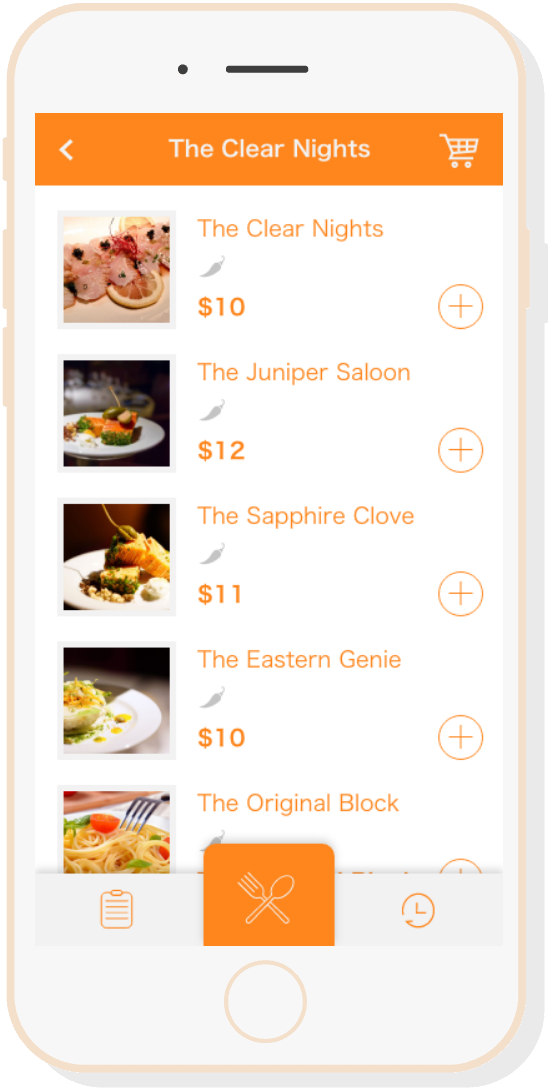 The Clear Nights
The Clear Nights
$10
The Juniper Saloon
$12
The Sapphire Clove
$11
The Eastern Genie
$10
The Original Block